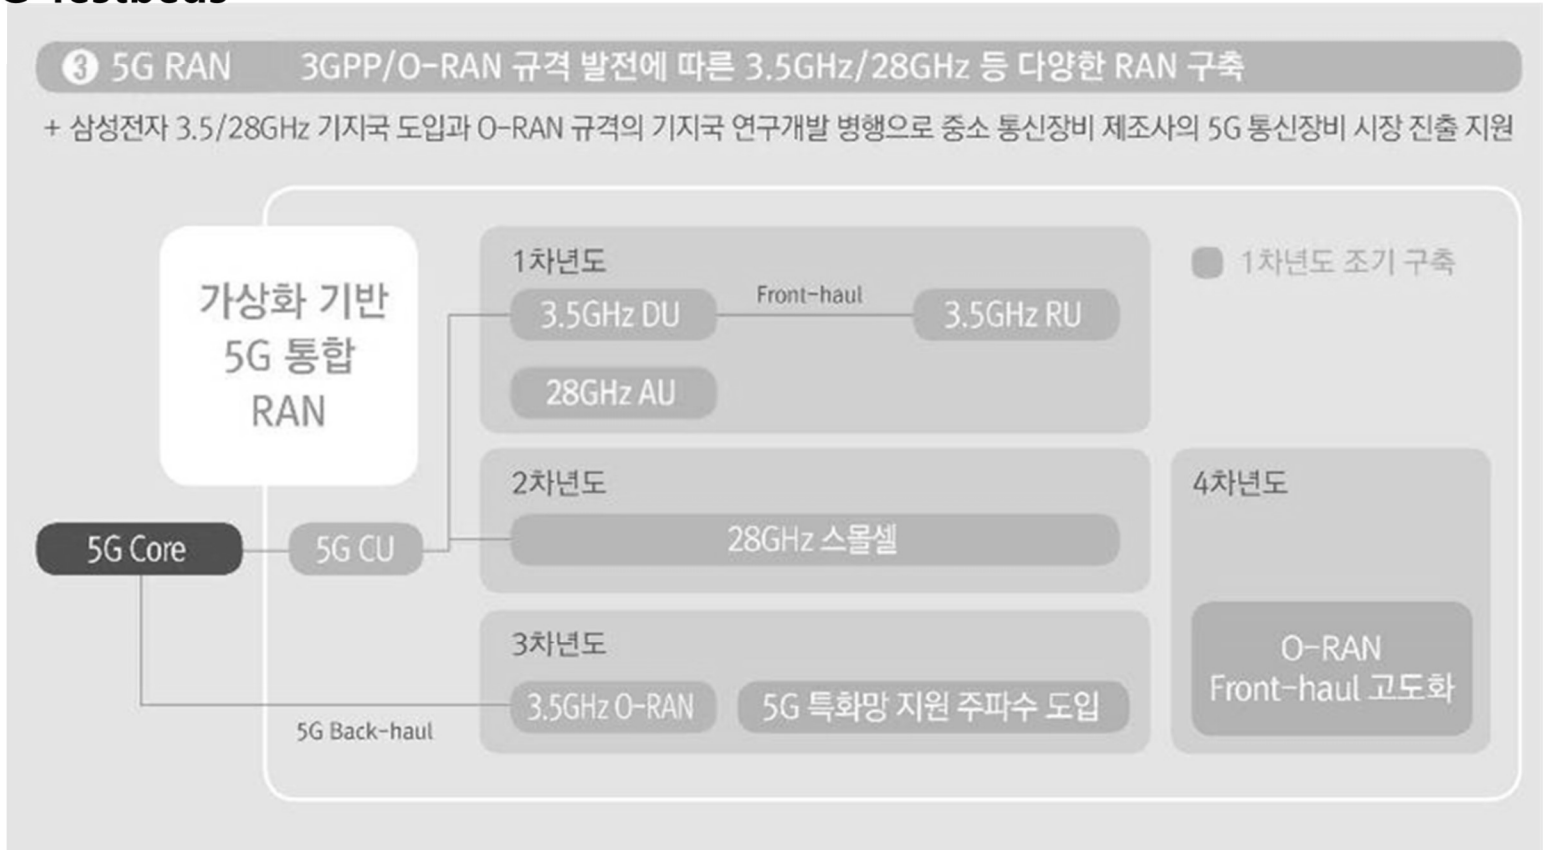 ❸ 5G RAN 3GPP/O-RAN 규격 발전에 따른 3.5GHz/28GHz 등 다양한 RAN 구축
+ 삼성전자 3.5/28GHz 기지국 도입과 O-RAN 규격의 기지국 연구개발 병행으로 중소 통신장비 제조사의 5G 통신장비 시장 진출 지원
가상화 기반
5G 통합
RAN
1차년도
3.5GHz DU
Front-haul
3.5GHz RU
28GHz AU
1차년도 조기 구축
2차년도
28GHz 스몰셀
4차년도
5G Core
5G CU
3차년도
3.5GHz O-RAN
5G 특화망 지원 주파수 도입
O-RAN
Front-haul 고도화
5G Back-haul